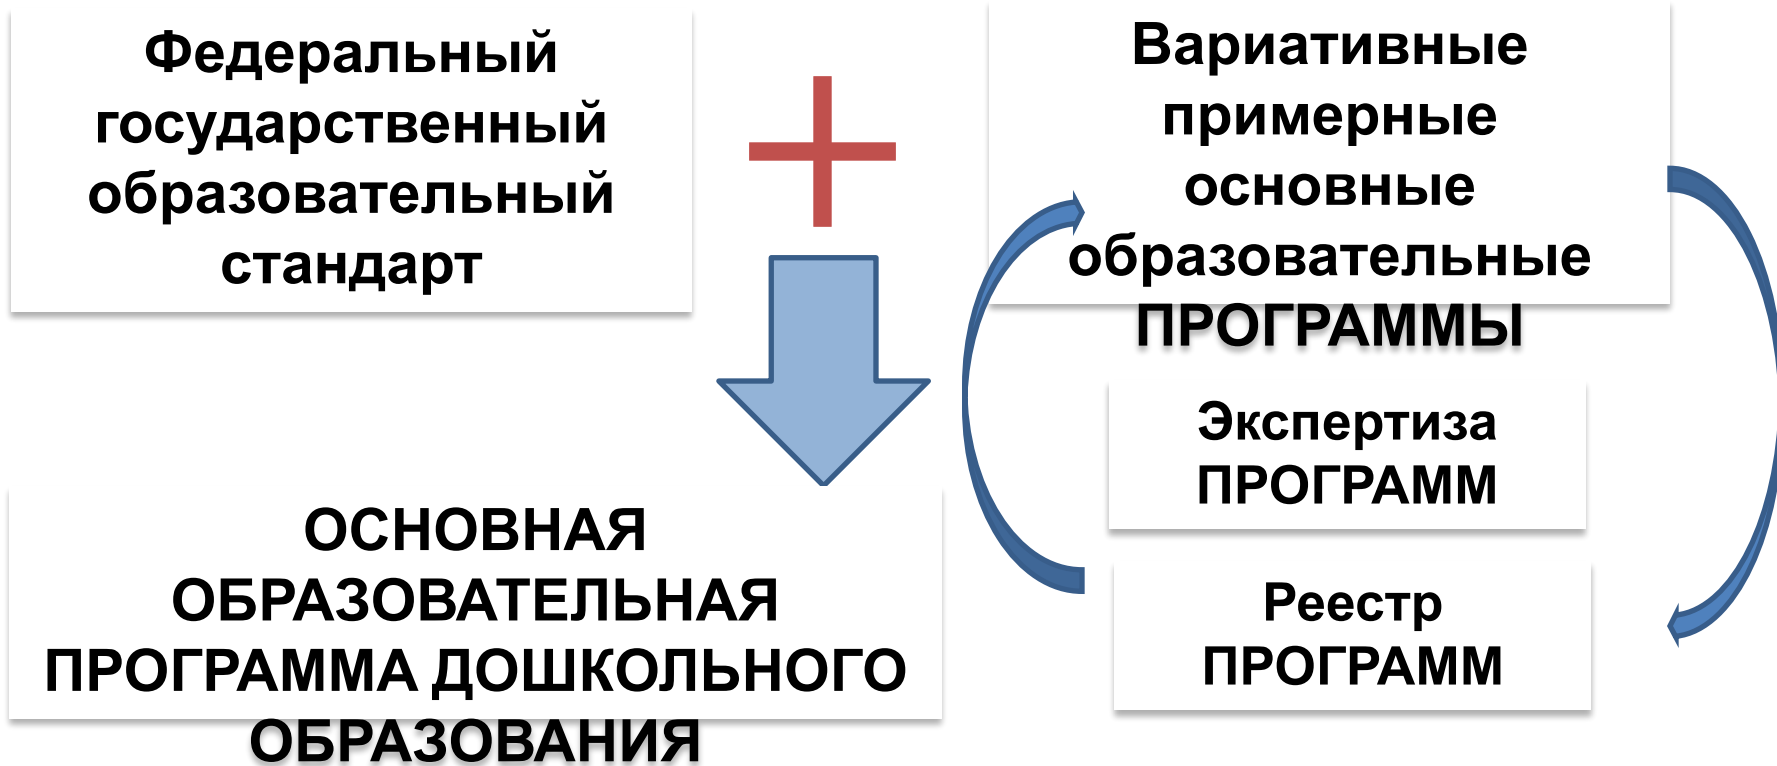 Федеральный
государственный
образовательный
стандарт
Вариативные
примерные
основные
образовательные
ПРОГРАММЫ
Экспертиза
ПРОГРАММ
Реестр
ПРОГРАММ
ОСНОВНАЯ
ОБРАЗОВАТЕЛЬНАЯ
ПРОГРАММА ДОШКОЛЬНОГО
ОБРАЗОВАНИЯ